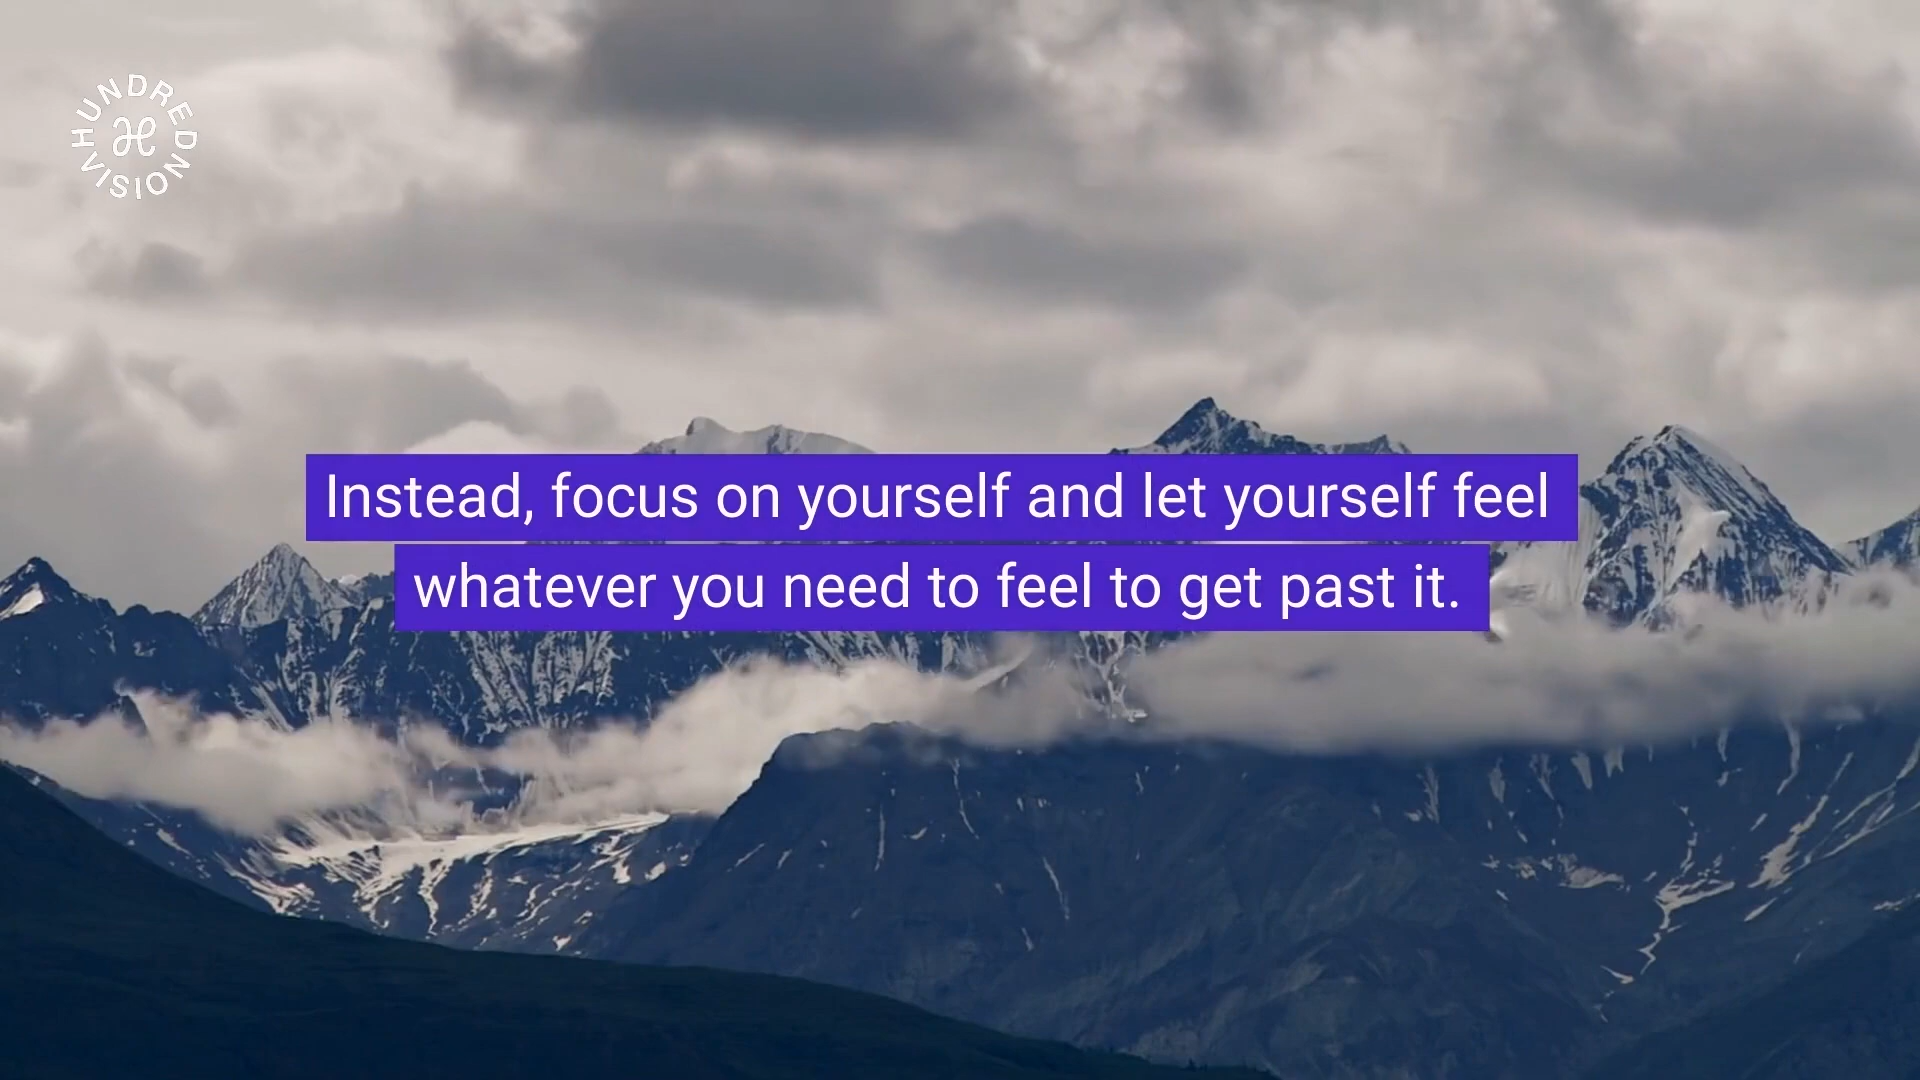 HUNDRED VISION
Instead, focus on yourself and let yourself feel
whatever you need to feel to get past it.